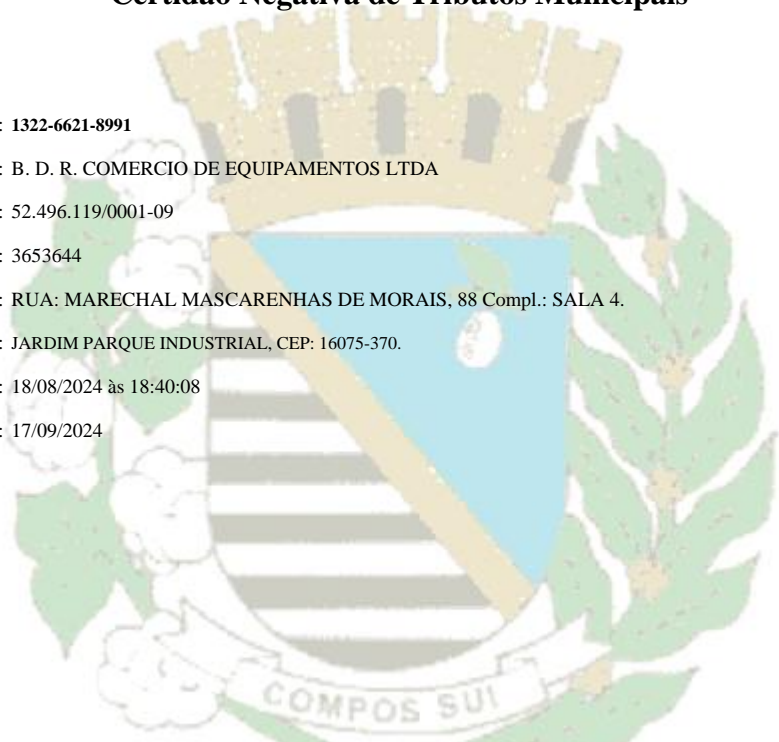 Certidão Negativa de Tributos Municipais
: 1322-6621-8991
: B. D. R. COMERCIO DE EQUIPAMENTOS LTDA
: 52.496.119/0001-09
: 3653644
: RUA: MARECHAL MASCARENHAS DE MORAIS, 88 Compl.: SALA 4.
: JARDIM PARQUE INDUSTRIAL, CEP: 16075-370.
: 18/08/2024 às 18:40:08
: 17/09/2024
COMPOS SUI